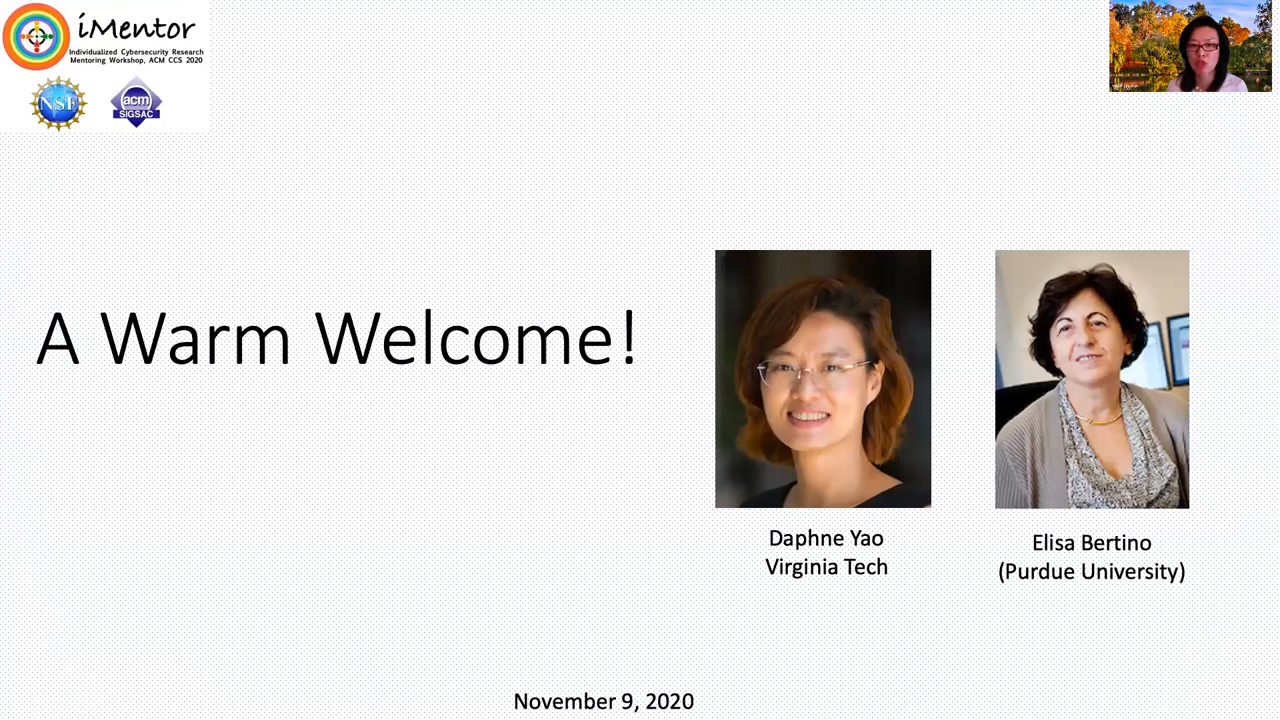 iMentor
Individualized Cybersecurity Research
Mentoring Workshop, ACM CCS 2020
NSF
acm
SIGSAC
A Warm Welcome!
Daphne Yao
Virginia Tech
Elisa Bertino
(Purdue University)
November 9, 2020